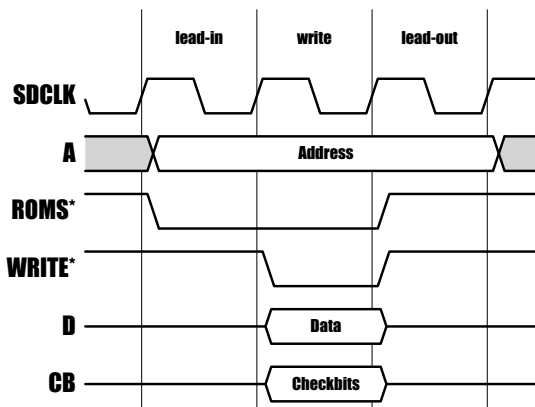 lead-in write lead-out
SDCLK
A Address
ROMS*
WRITE*
D Data
CB Checkbits